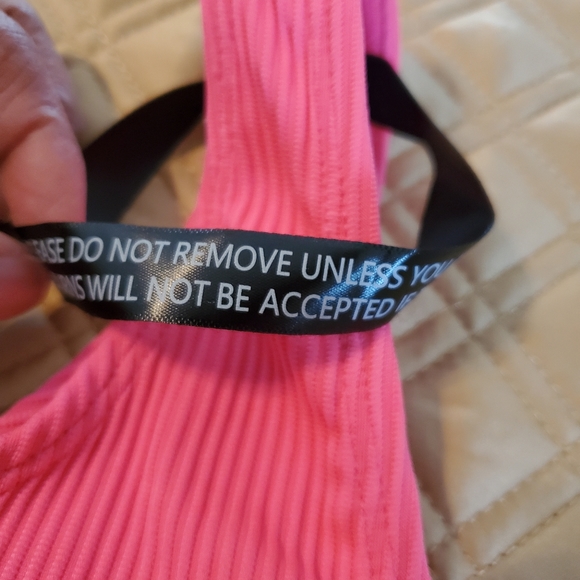 DO NOT REMOVE UNLESS
WILL NOT BE ACCEPTED